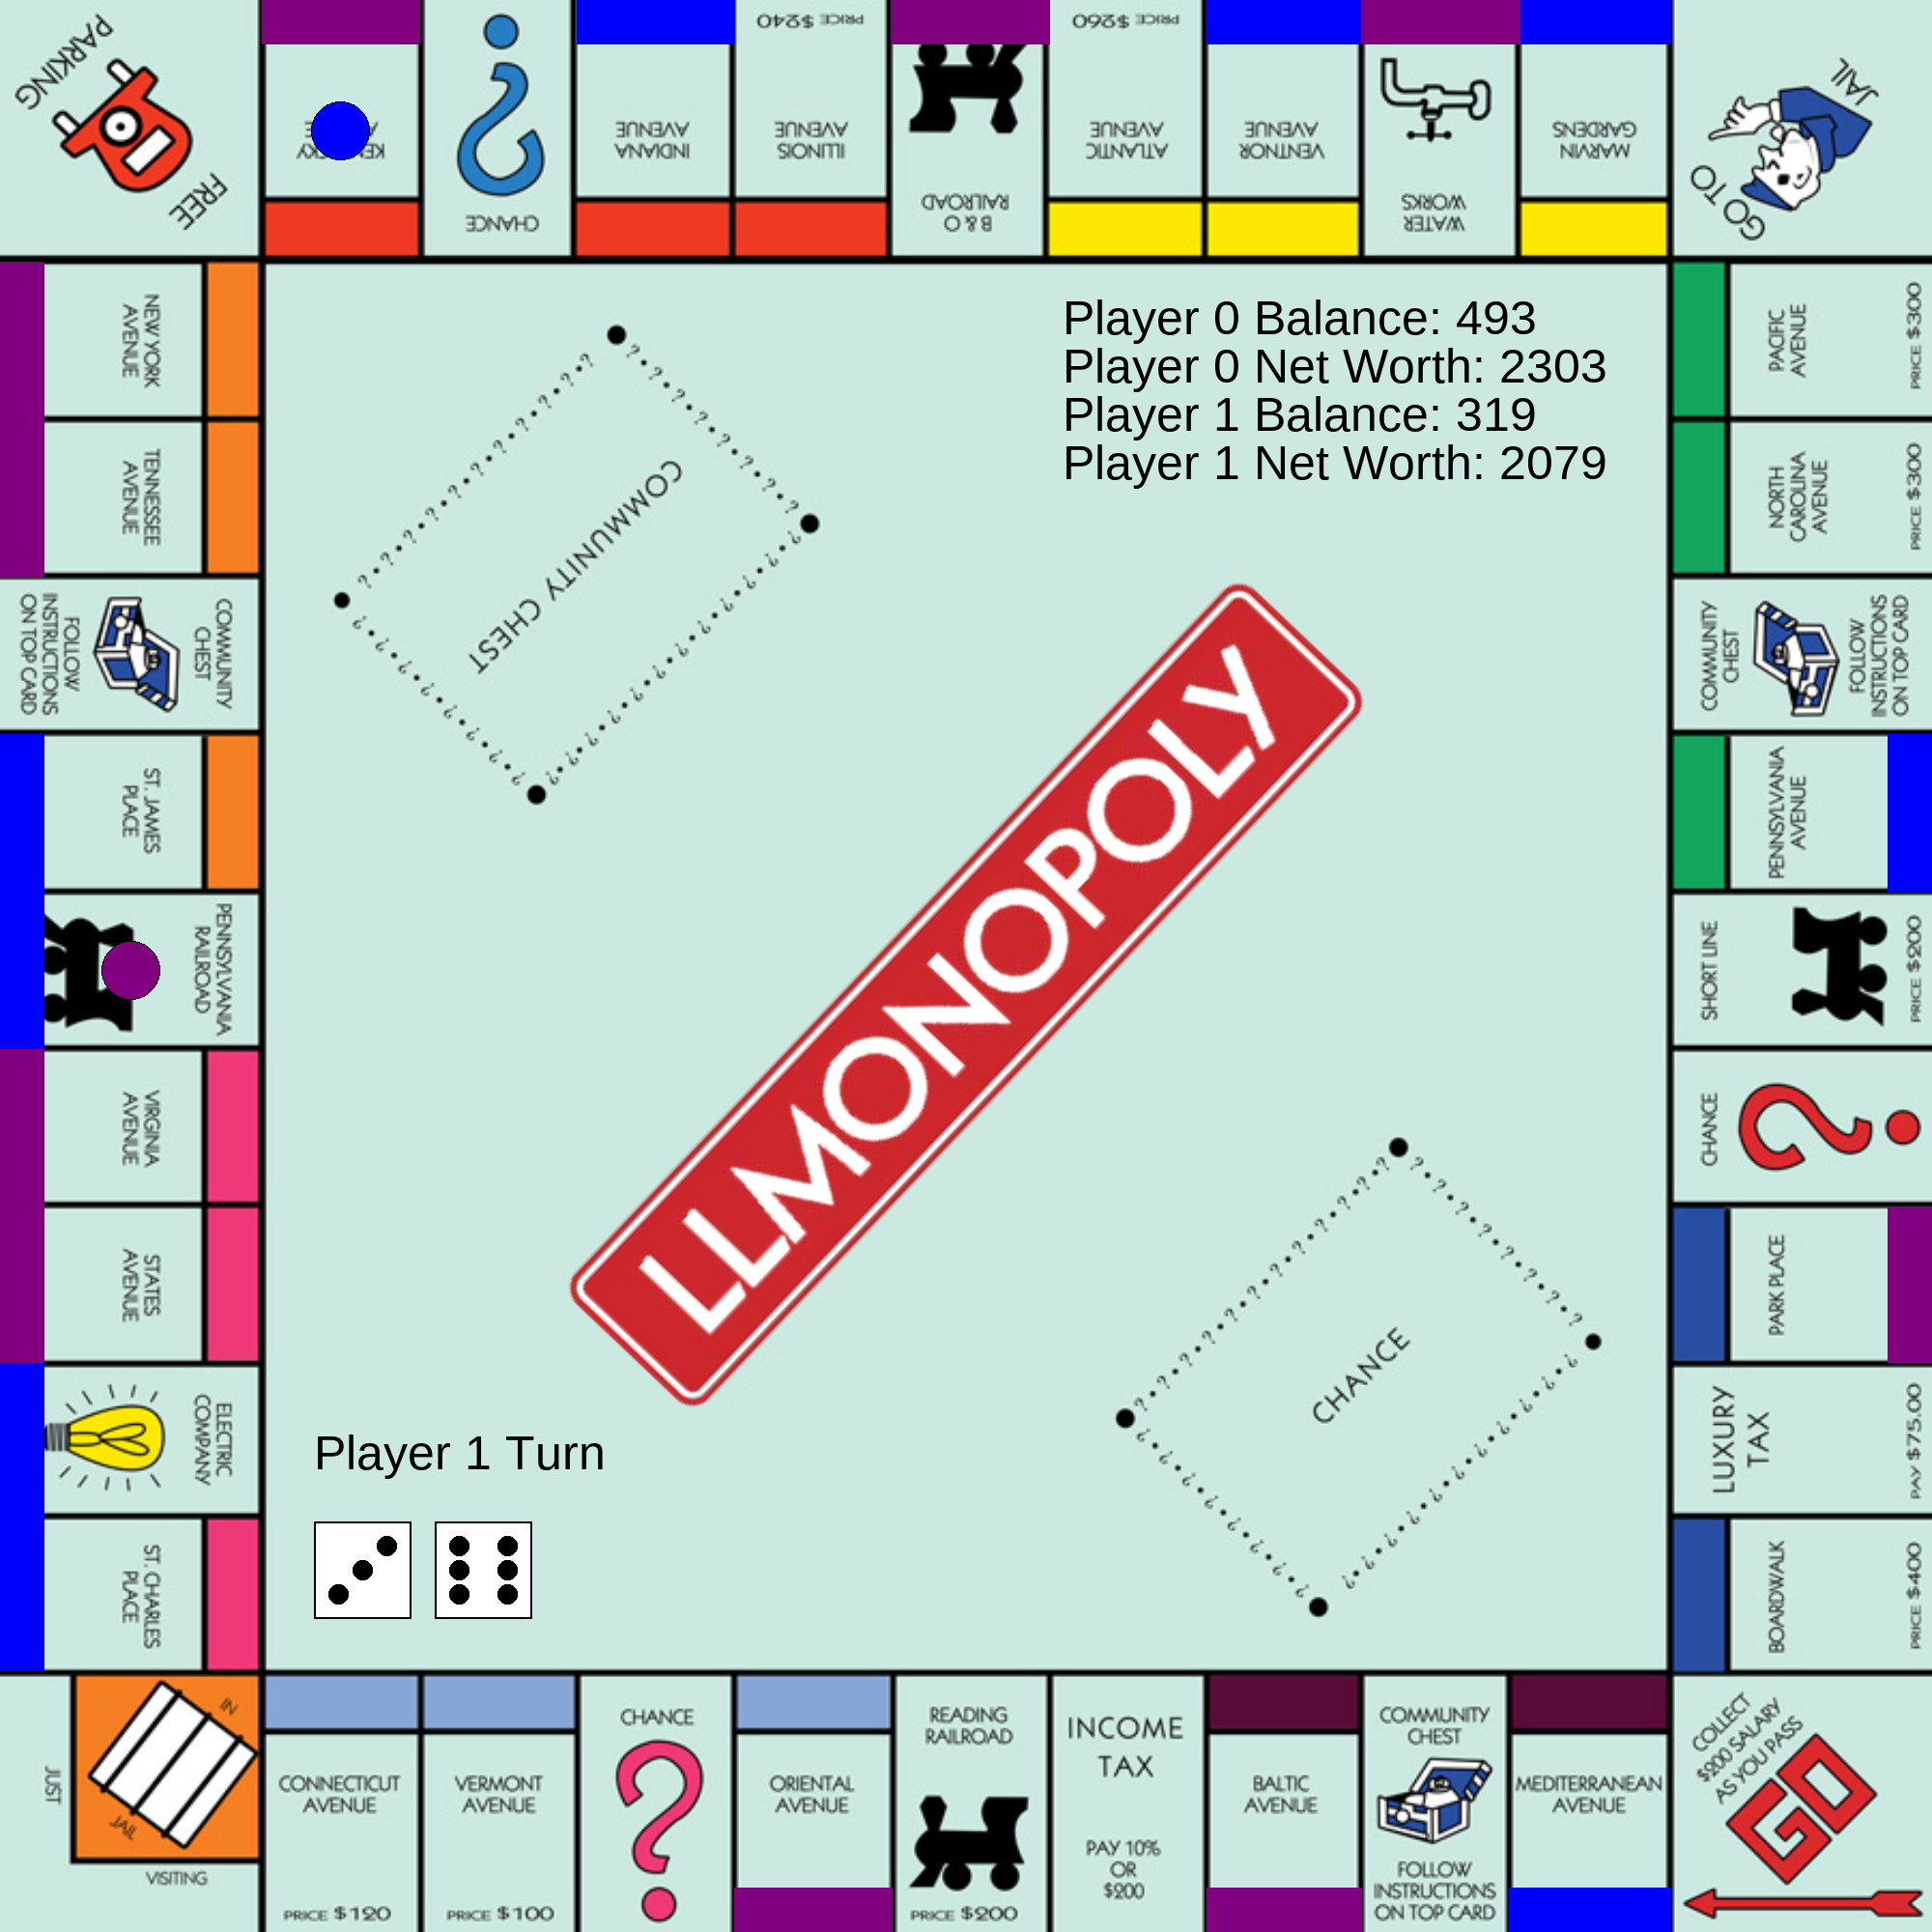 PARKING
FREE
KENTUCKY
AVENUE
CHANCE
INDIANA
AVENUE
PRICE $240
ILLINOIS
AVENUE
B & O
RAILROAD
PRICE $260
ATLANTIC
AVENUE
VENTNOR
AVENUE
WATER
WORKS
MARVIN
GARDENS
GO TO
JAIL
NEW YORK
AVENUE
TENNESSEE
AVENUE
COMMUNITY
CHEST
FOLLOW
INSTRUCTIONS
ON TOP CARD
ST. JAMES
PLACE
PENNSYLVANIA
RAILROAD
VIRGINIA
AVENUE
STATES
AVENUE
ELECTRIC
COMPANY
ST. CHARLES
PLACE
Player 0 Balance: 493
Player 0 Net Worth: 2303
Player 1 Balance: 319
Player 1 Net Worth: 2079
COMMUNITY CHEST
LLMONOPOLY
CHANCE
Player 1 Turn
PACIFIC
AVENUE
PRICE $300
NORTH
CAROLINA
AVENUE
PRICE $300
COMMUNITY
CHEST
FOLLOW
INSTRUCTIONS
ON TOP CARD
PENNSYLVANIA
AVENUE
SHORT LINE
PRICE $200
CHANCE
PARK PLACE
LUXURY
TAX
PAY $75.00
BOARDWALK
PRICE $400
IN
JAIL
JUST
VISITING
CONNECTICUT
AVENUE
PRICE $120
VERMONT
AVENUE
PRICE $100
CHANCE
ORIENTAL
AVENUE
READING
RAILROAD
PRICE $200
INCOME
TAX
PAY 10%
OR
$200
BALTIC
AVENUE
COMMUNITY
CHEST
FOLLOW
INSTRUCTIONS
ON TOP CARD
MEDITERRANEAN
AVENUE
COLLECT
$200 SALARY
AS YOU PASS
GO